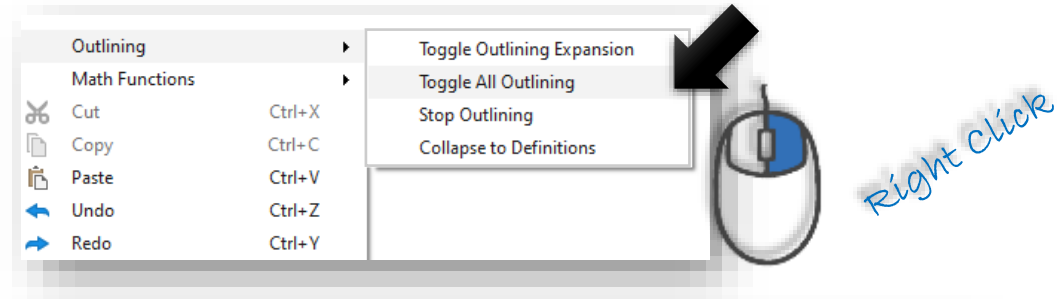 Outlining
Math Functions
Cut Ctrl+X
Copy Ctrl+C
Paste Ctrl+V
Undo Ctrl+Z
Redo Ctrl+Y
Toggle Outlining Expansion
Toggle All Outlining
Stop Outlining
Collapse to Definitions
Right Click